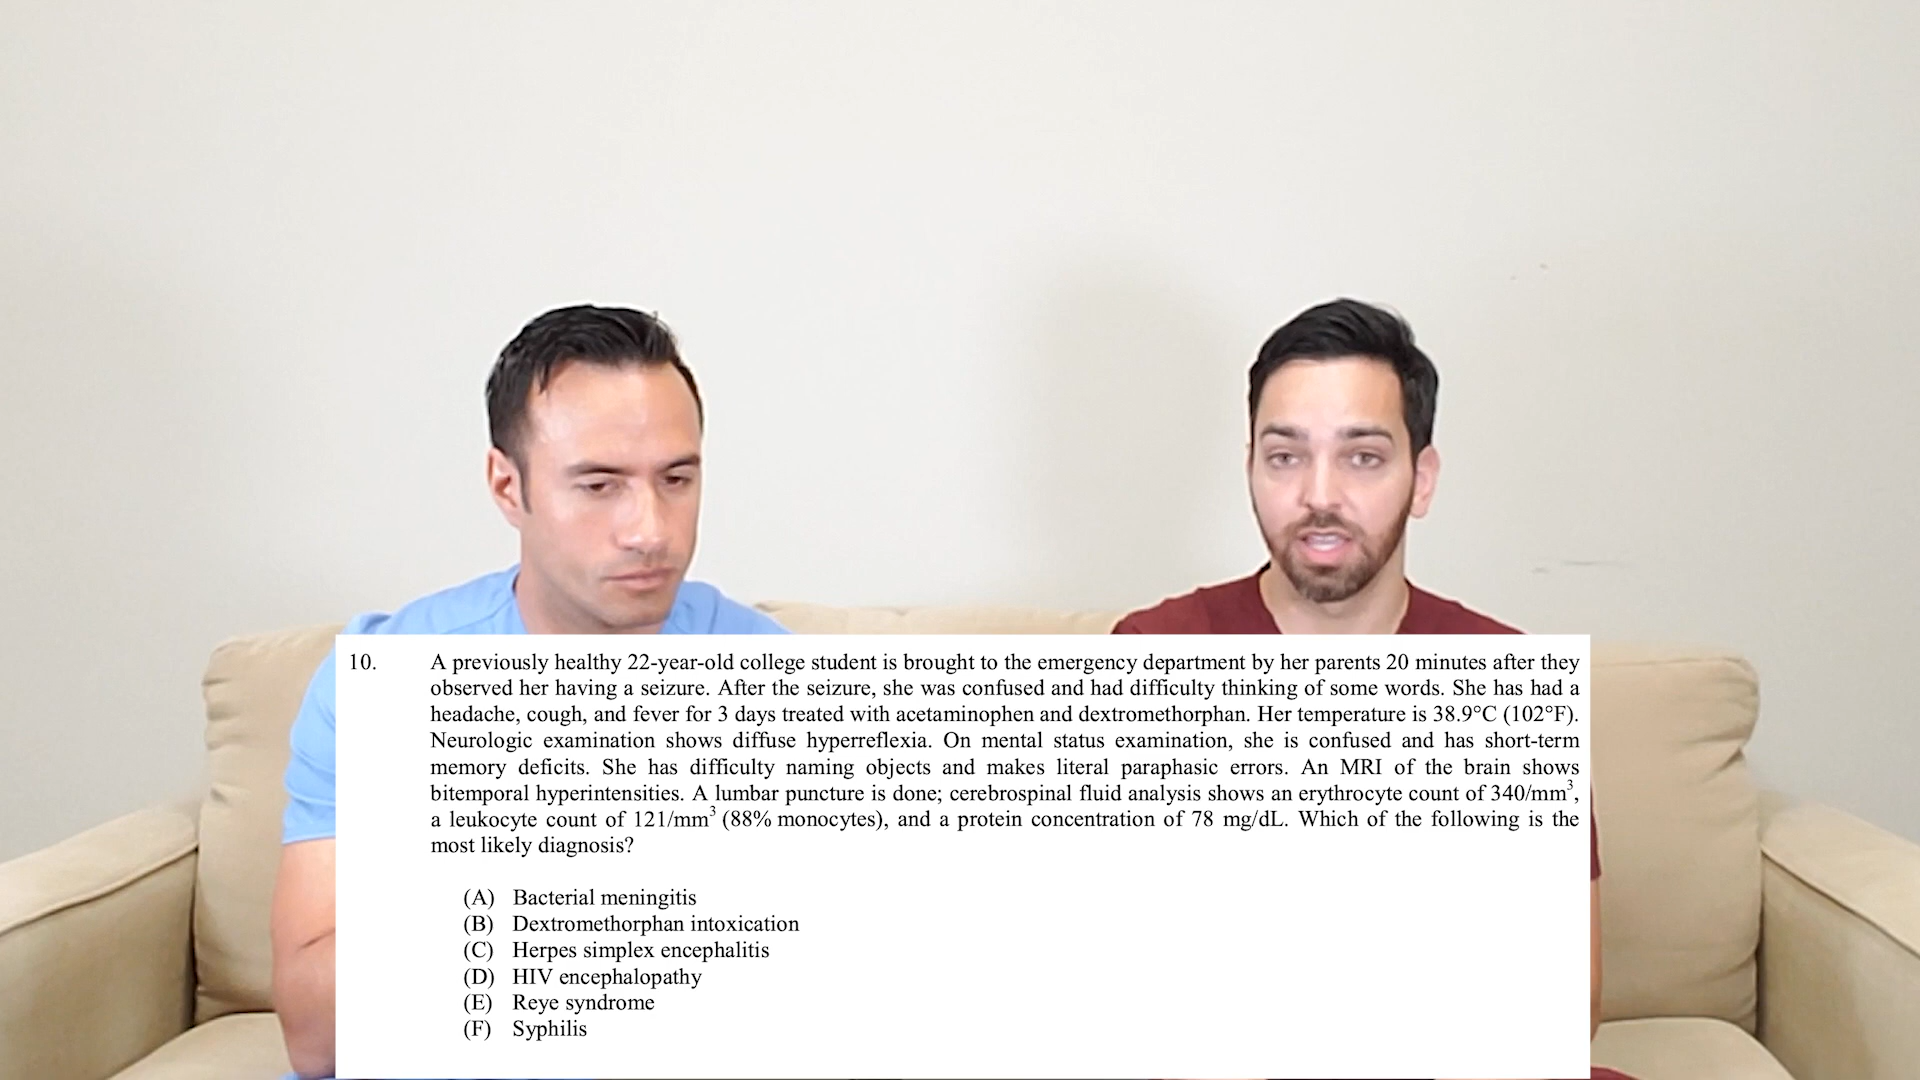 10. A previously healthy 22-year-old college student is brought to the emergency department by her parents 20 minutes after they
observed her having a seizure. After the seizure, she was confused and had difficulty thinking of some words. She has had a
headache, cough, and fever for 3 days treated with acetaminophen and dextromethorphan. Her temperature is 38.9°C (102°F).
Neurologic examination shows diffuse hyperreflexia. On mental status examination, she is confused and has short-term
memory deficits. She has difficulty naming objects and makes literal paraphasic errors. An MRI of the brain shows
bitemporal hyperintensities. A lumbar puncture is done; cerebrospinal fluid analysis shows an erythrocyte count of 340/mm³,
a leukocyte count of 121/mm³ (88% monocytes), and a protein concentration of 78 mg/dL. Which of the following is the
most likely diagnosis?
(A) Bacterial meningitis
(B) Dextromethorphan intoxication
(C) Herpes simplex encephalitis
(D) HIV encephalopathy
(E) Reye syndrome
(F) Syphilis